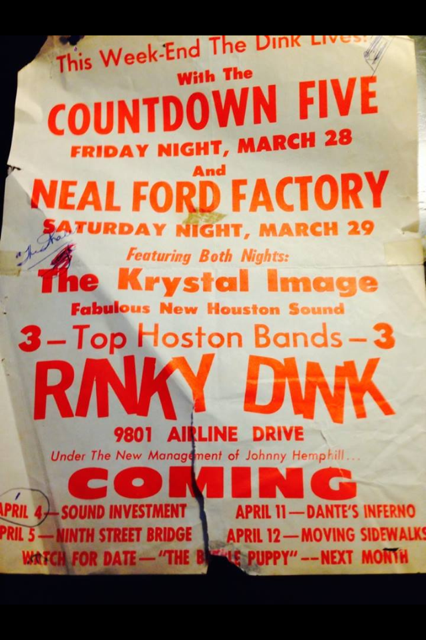 This Week-End The Dink Lives!
With The
COUNTDOWN FIVE
FRIDAY NIGHT, MARCH 28
And
NEAL FORD FACTORY
SATURDAY NIGHT, MARCH 29
Featuring Both Nights:
The Krystal Image
Fabulous New Houston Sound
3 — Top Hoston Bands — 3
RINKY DINK
9801 AIRLINE DRIVE
Under The New Management of Johnny Hemphill...
COMING
APRIL 4 — SOUND INVESTMENT
APRIL 11 — DANTE'S INFERNO
APRIL 5 — NINTH STREET BRIDGE
APRIL 12 — MOVING SIDEWALKS
WATCH FOR DATE — "THE PUPPY" — NEXT MONTH